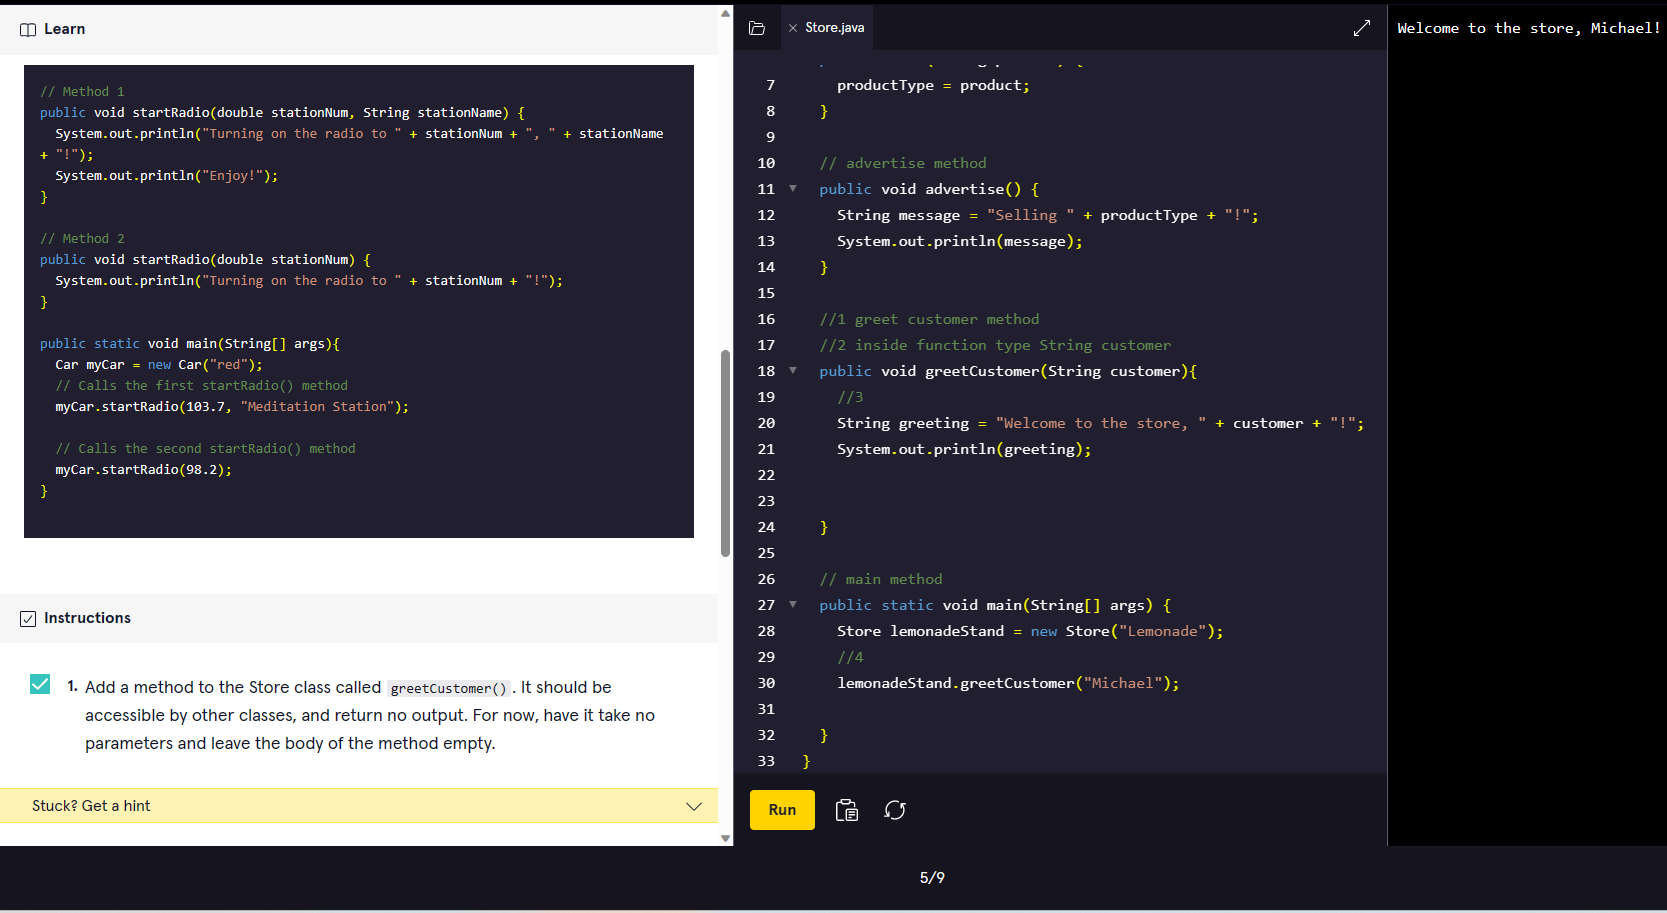 Learn
// Method 1
public void startRadio(double stationNum, String stationName) {
  System.out.println("Turning on the radio to " + stationNum + ", " + stationName
+ "!");
  System.out.println("Enjoy!");
}
// Method 2
public void startRadio(double stationNum) {
  System.out.println("Turning on the radio to " + stationNum + "!");
}
public static void main(String[] args){
  Car myCar = new Car("red");
  // Calls the first startRadio() method
  myCar.startRadio(103.7, "Meditation Station");
  // Calls the second startRadio() method
  myCar.startRadio(98.2);
}
Instructions
1. Add a method to the Store class called greetCustomer(). It should be
accessible by other classes, and return no output. For now, have it take no
parameters and leave the body of the method empty.
Stuck? Get a hint
Store.java
7     productType = product;
8   }
9
10   // advertise method
11   public void advertise() {
12     String message = "Selling " + productType + "!";
13     System.out.println(message);
14   }
15
16   //1 greet customer method
17   //2 inside function type String customer
18   public void greetCustomer(String customer){
19     //3
20     String greeting = "Welcome to the store, " + customer + "!";
21     System.out.println(greeting);
22
23
24   }
25
26   // main method
27   public static void main(String[] args) {
28     Store lemonadeStand = new Store("Lemonade");
29     //4
30     lemonadeStand.greetCustomer("Michael");
31
32   }
33 }
Run
Welcome to the store, Michael!
5/9